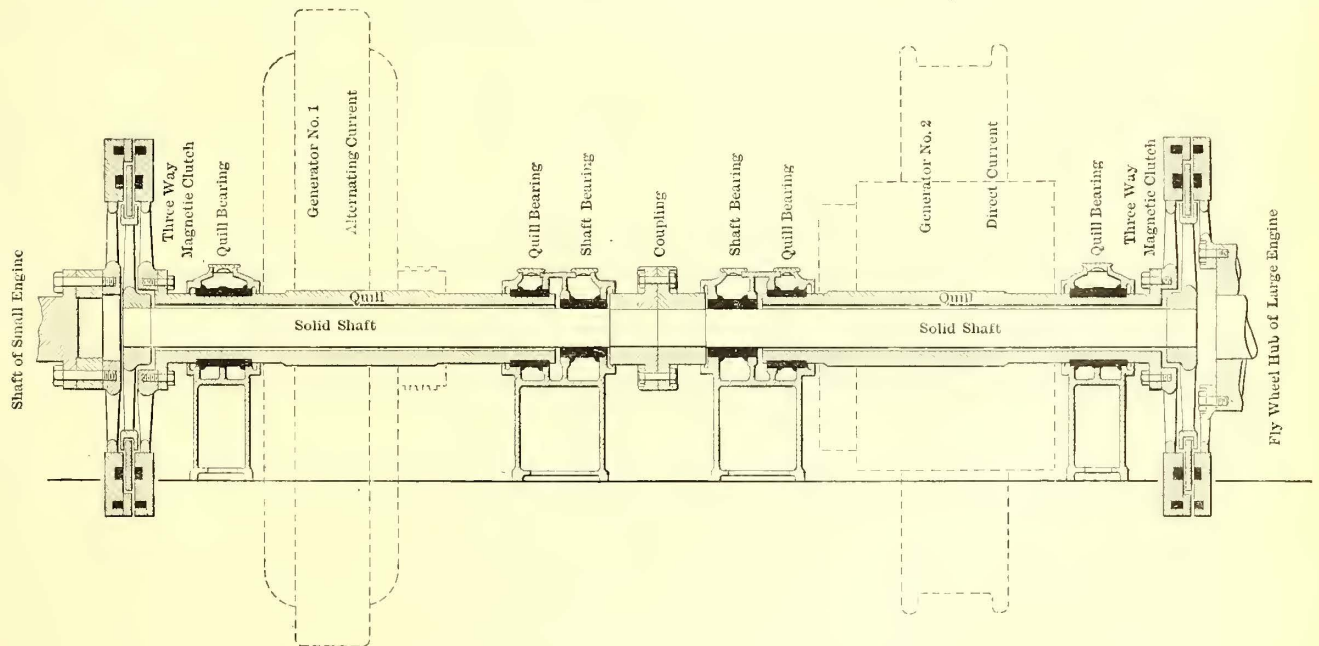 Shaft of Small Engine
Three Way
Magnetic Clutch
Quill Bearing
Generator No. 1
Alternating Current
Quill Bearing
Shaft Bearing
Coupling
Shaft Bearing
Quill Bearing
Generator No. 2
Direct Current
Quill Bearing
Three Way
Magnetic Clutch
Fly Wheel Hub of Large Engine
Quill
Quill
Solid Shaft
Solid Shaft